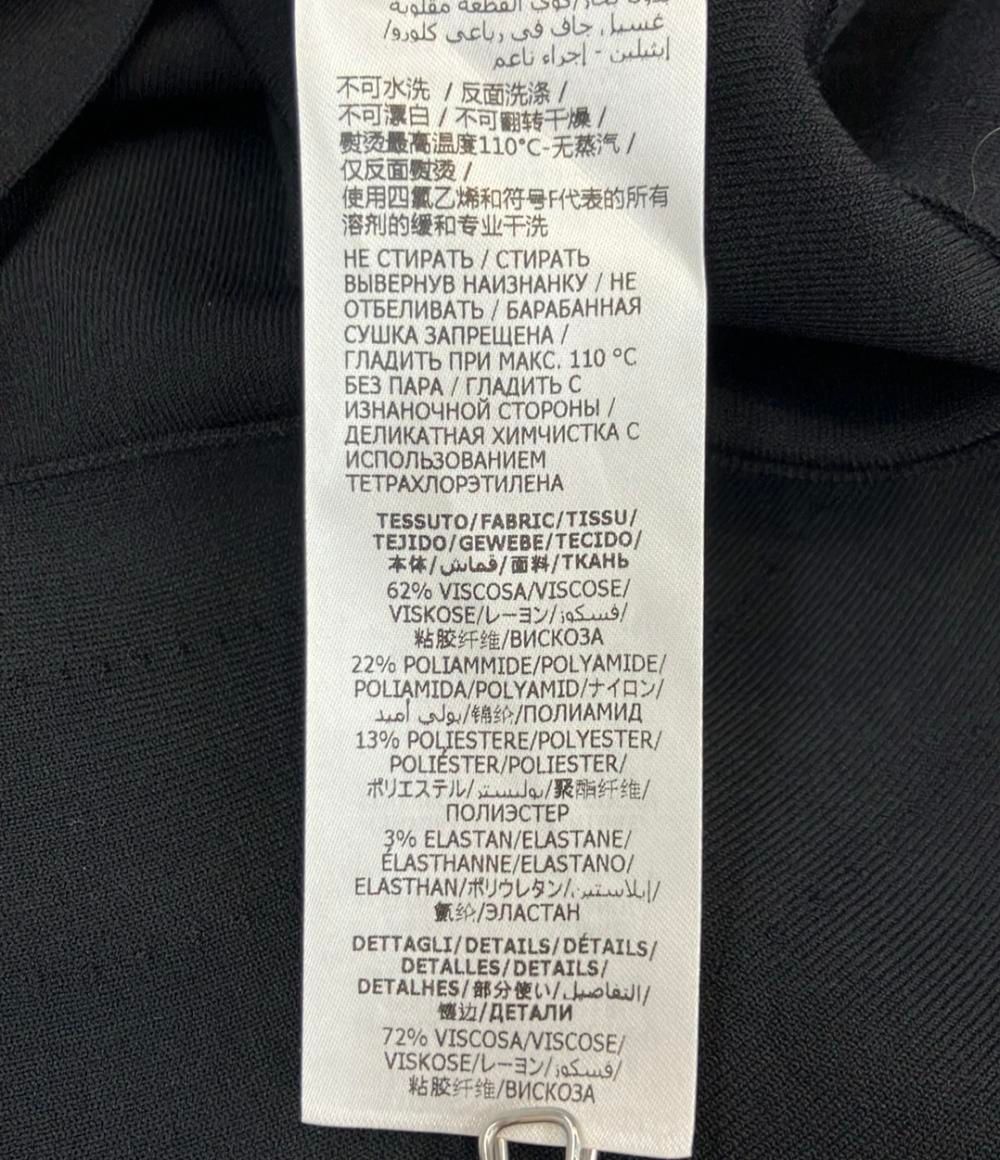 غسيل جاف في رباعي كلورو/
إيثيلين - إجراء ناعم
不可水洗 / 反面洗涤 /
不可漂白 / 不可翻转干燥 /
熨烫最高温度110°C-无蒸汽 /
仅反面熨烫 /
使用四氯乙烯和符号F代表的所有
溶剂的缓和专业干洗
НЕ СТИРАТЬ / СТИРАТЬ
ВЫВЕРНУВ НАИЗНАНКУ / НЕ
ОТБЕЛИВАТЬ / БАРАБАННАЯ
СУШКА ЗАПРЕЩЕНА /
ГЛАДИТЬ ПРИ МАКС. 110 °C
БЕЗ ПАРА / ГЛАДИТЬ С
ИЗНАНОЧНОЙ СТОРОНЫ /
ДЕЛИКАТНАЯ ХИМЧИСТКА С
ИСПОЛЬЗОВАНИЕМ
ТЕТРАХЛОРЭТИЛЕНА
TESSUTO/FABRIC/TISSU/
TEJIDO/GEWEBE/TECIDO/
本体/قماش/面料/ТКАНЬ
62% VISCOSA/VISCOSE/
VISKOSE/レーヨン/فسكوز/
粘胶纤维/ВИСКОЗА
22% POLIAMMIDE/POLYAMIDE/
POLIAMIDA/POLYAMID/ナイロン/
بولي أميد/锦纶/ПОЛИАМИД
13% POLIESTERE/POLYESTER/
POLIÉSTER/POLIESTER/
ポリエステル/بوليستر/聚酯纤维/
ПОЛИЭСТЕР
3% ELASTAN/ELASTANE/
ÉLASTHANNE/ELASTANO/
ELASTHAN/ポリウレタン/إيلاستين/
氨纶/ЭЛАСТАН
DETTAGLI/DETAILS/DÉTAILS/
DETALLES/DETAILS/
DETALHES/部分使い/التفاصيل/
镶边/ДЕТАЛИ
72% VISCOSA/VISCOSE/
VISKOSE/レーヨン/فسكوز/
粘胶纤维/ВИСКОЗА